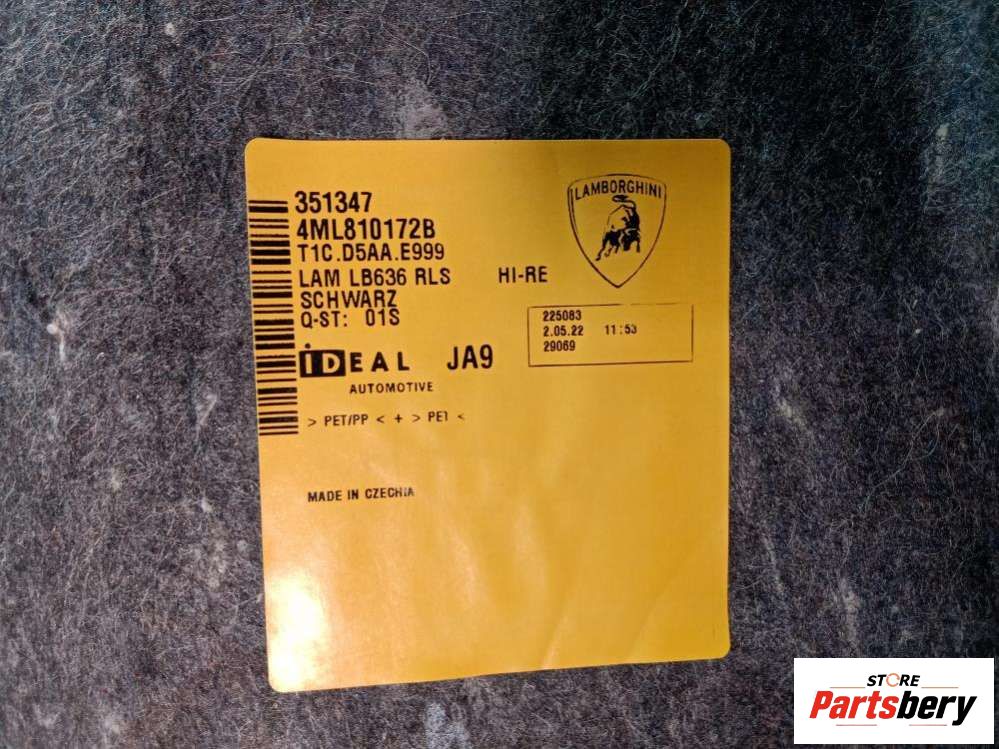 351347
4ML810172B
T1C.D5AA.E999
LAM LB636 RLS HI-RE
SCHWARZ
Q-ST: 01S
LAMBORGHINI
225083
2.05.22 11:53
29069
iDEAL JA9
AUTOMOTIVE
> PET/PP < + > PET <
MADE IN CZECHIA
STORE
Partsbery